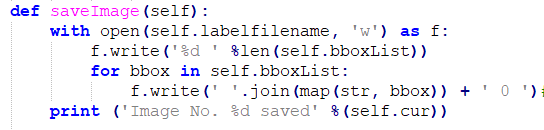 def saveImage(self):
    with open(self.labelfilename, 'w') as f:
        f.write('%d ' %len(self.bboxList))
        for bbox in self.bboxList:
            f.write(' '.join(map(str, bbox)) + ' 0 ')#
    print ('Image No. %d saved' %(self.cur))